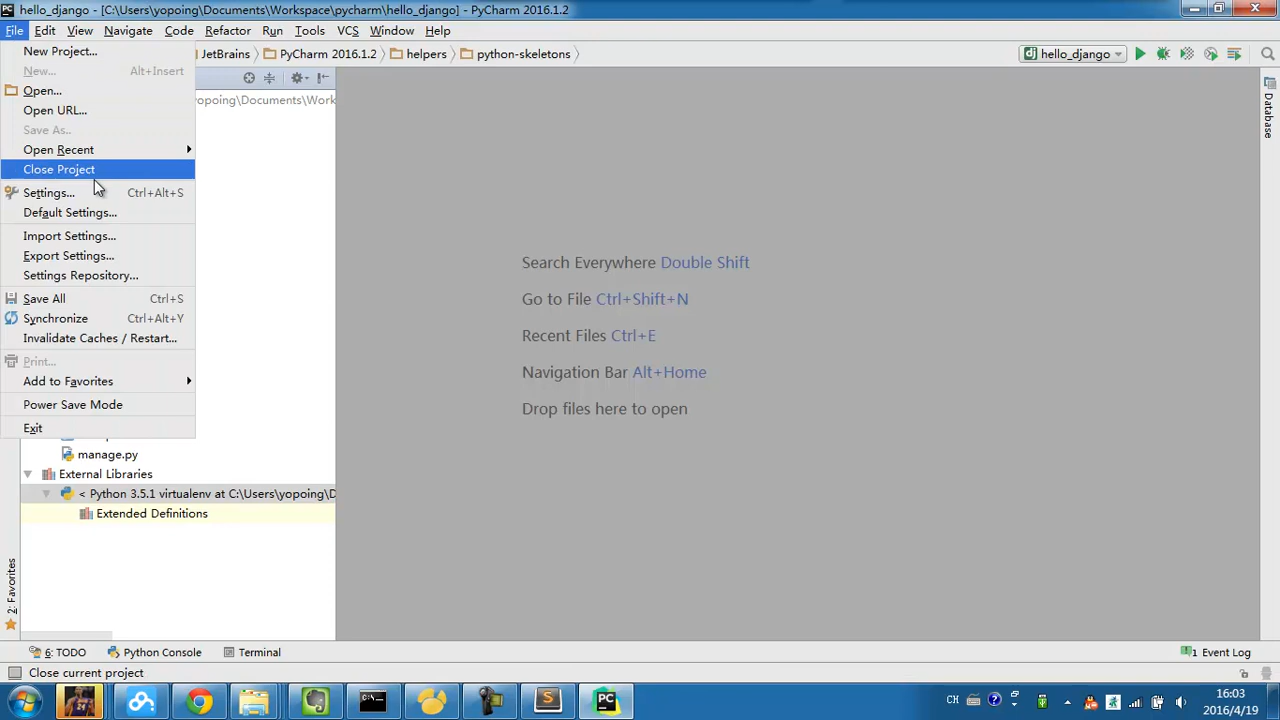 hello_django - [C:\Users\yopoing\Documents\Workspace\pycharm\hello_django] - PyCharm 2016.1.2
File Edit View Navigate Code Refactor Run Tools VCS Window Help
JetBrains PyCharm 2016.1.2 helpers python-skeletons hello_django
New Project...
New... Alt+Insert
Open...
Open URL...
Save As..
Open Recent
Close Project
Settings... Ctrl+Alt+S
Default Settings...
Import Settings...
Export Settings...
Settings Repository...
Save All Ctrl+S
Synchronize Ctrl+Alt+Y
Invalidate Caches / Restart...
Print...
Add to Favorites
Power Save Mode
Exit
yopoing\Documents\Work
manage.py
External Libraries
< Python 3.5.1 virtualenv at C:\Users\yopoing\D
Extended Definitions
Search Everywhere Double Shift
Go to File Ctrl+Shift+N
Recent Files Ctrl+E
Navigation Bar Alt+Home
Drop files here to open
Database
2: Favorites
6: TODO Python Console Terminal 1 Event Log
Close current project
CH 16:03
2016/4/19